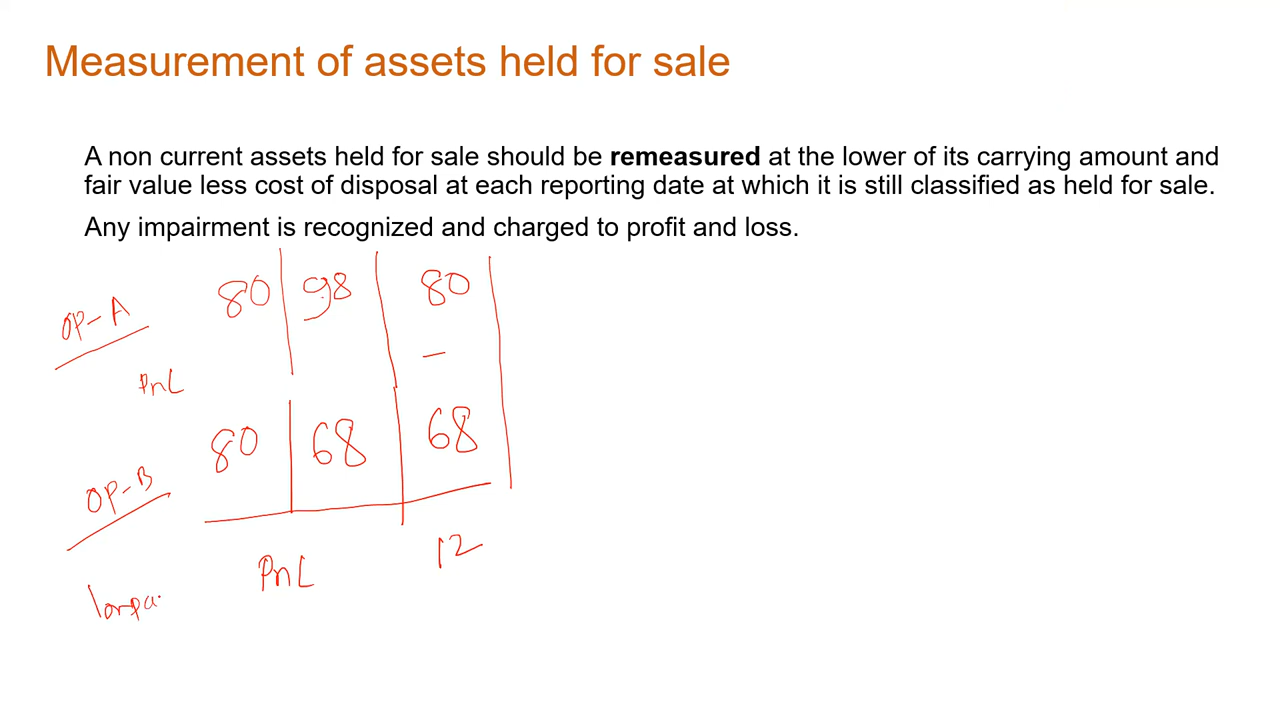 Measurement of assets held for sale
A non current assets held for sale should be remeasured at the lower of its carrying amount and
fair value less cost of disposal at each reporting date at which it is still classified as held for sale.
Any impairment is recognized and charged to profit and loss.
OP-A 80 98 80
PnL –
OP-B 80 68 68
PnL 12